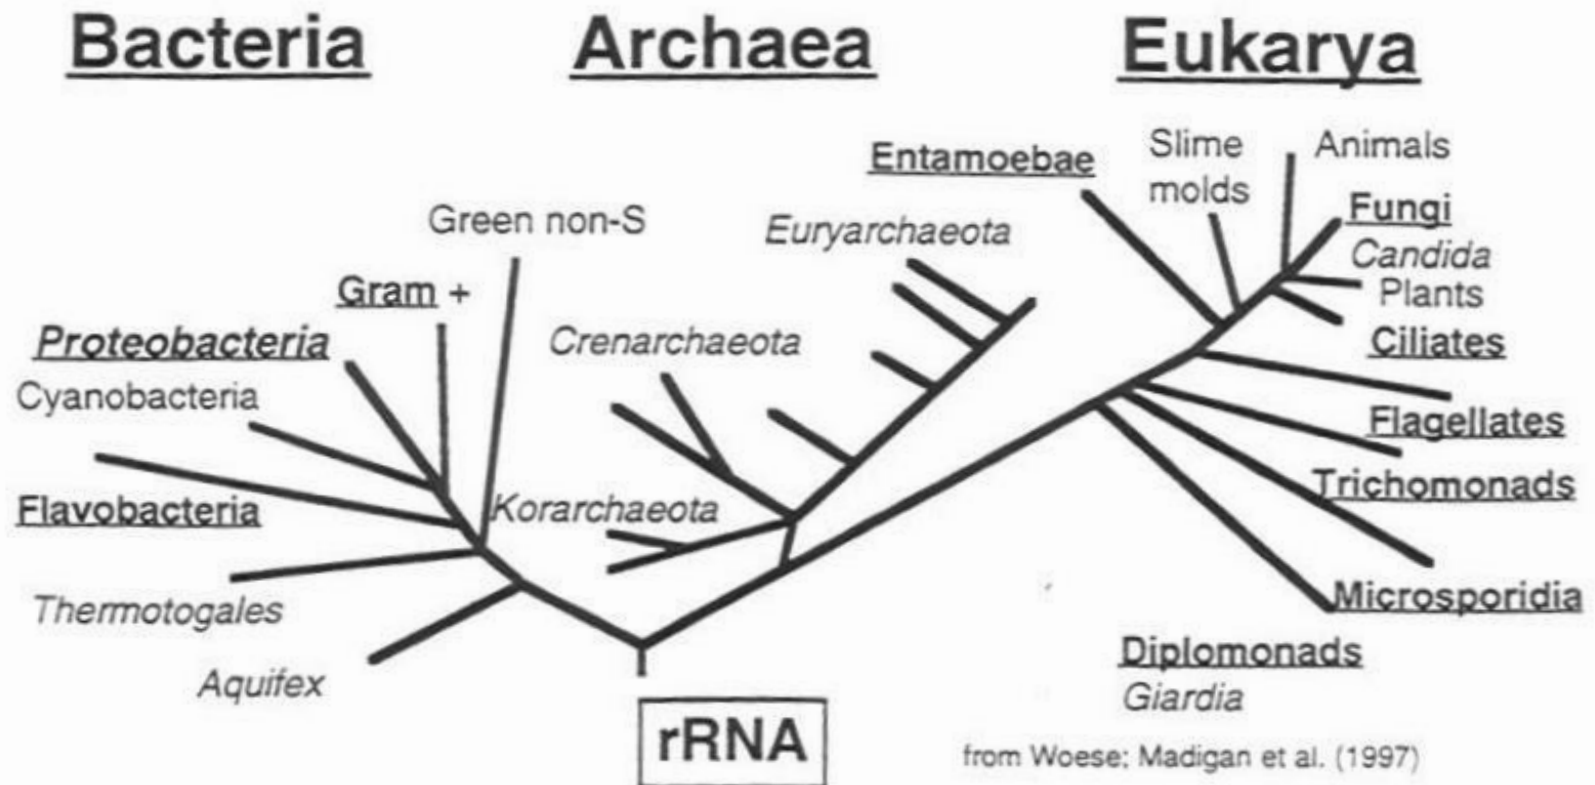 Bacteria
Archaea
Eukarya
Entamoebae
Slime
molds
Animals
Fungi
Candida
Plants
Ciliates
Flagellates
Trichomonads
Microsporidia
Diplomonads
Giardia
Euryarchaeota
Crenarchaeota
Korarchaeota
Green non-S
Gram +
Proteobacteria
Cyanobacteria
Flavobacteria
Thermotogales
Aquifex
rRNA
from Woese; Madigan et al. (1997)